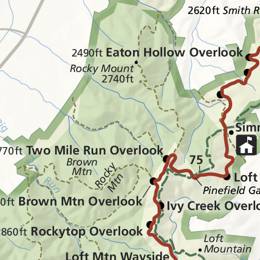 2620ft Smith R
2490ft Eaton Hollow Overlook
Rocky Mount
2740ft
Simm
770ft Two Mile Run Overlook
75
Brown
Mtn
Rocky
Mtn
Loft
Pinefield Ga
0ft Brown Mtn Overlook
Ivy Creek Overlo
2860ft Rockytop Overlook
Loft
Mountain
Loft Mtn Wayside